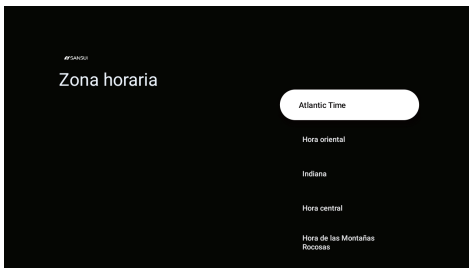 SANSUI
Zona horaria
Atlantic Time
Hora oriental
Indiana
Hora central
Hora de las Montañas
Rocosas